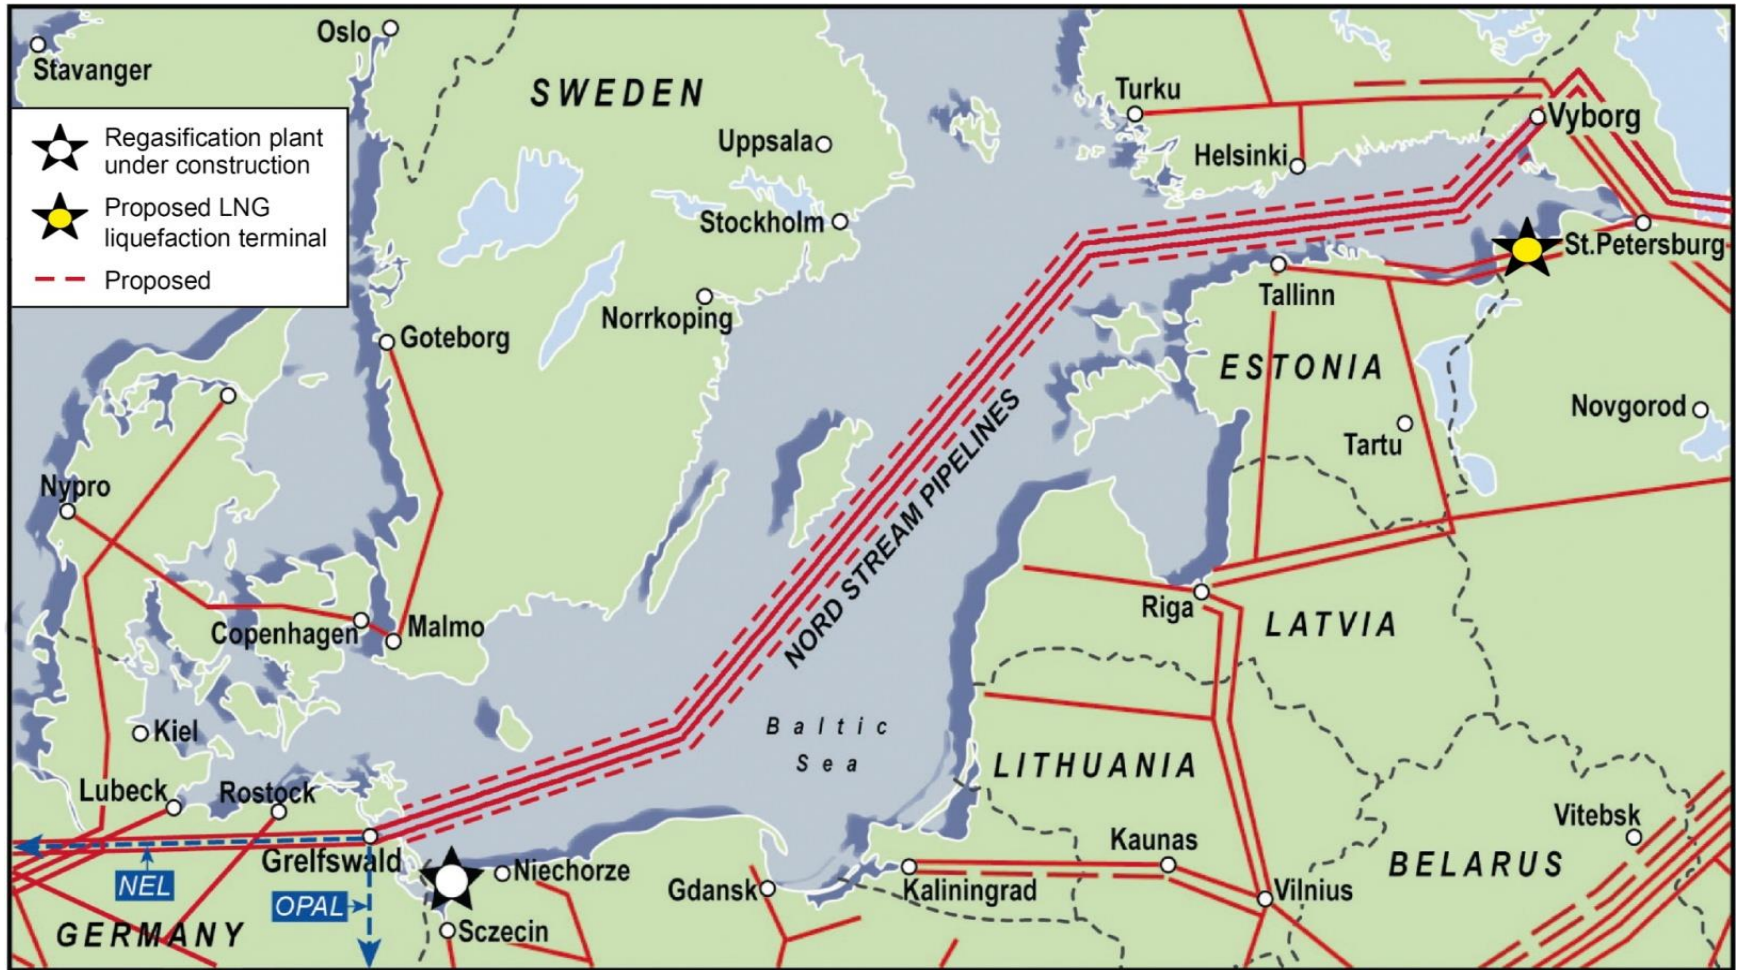 Oslo
Stavanger
SWEDEN
Turku
Vyborg
Regasification plant
under construction
Uppsala
Helsinki
Proposed LNG
liquefaction terminal
Stockholm
St.Petersburg
Proposed
Tallinn
Norrkoping
Goteborg
ESTONIA
Novgorod
Tartu
NORD STREAM PIPELINES
Nypro
Riga
LATVIA
Copenhagen
Malmo
Kiel
Baltic
Sea
LITHUANIA
Lubeck
Rostock
Vitebsk
Kaunas
Grelfswald
BELARUS
Niechorze
NEL
Gdansk
Kaliningrad
Vilnius
OPAL
GERMANY
Sczecin